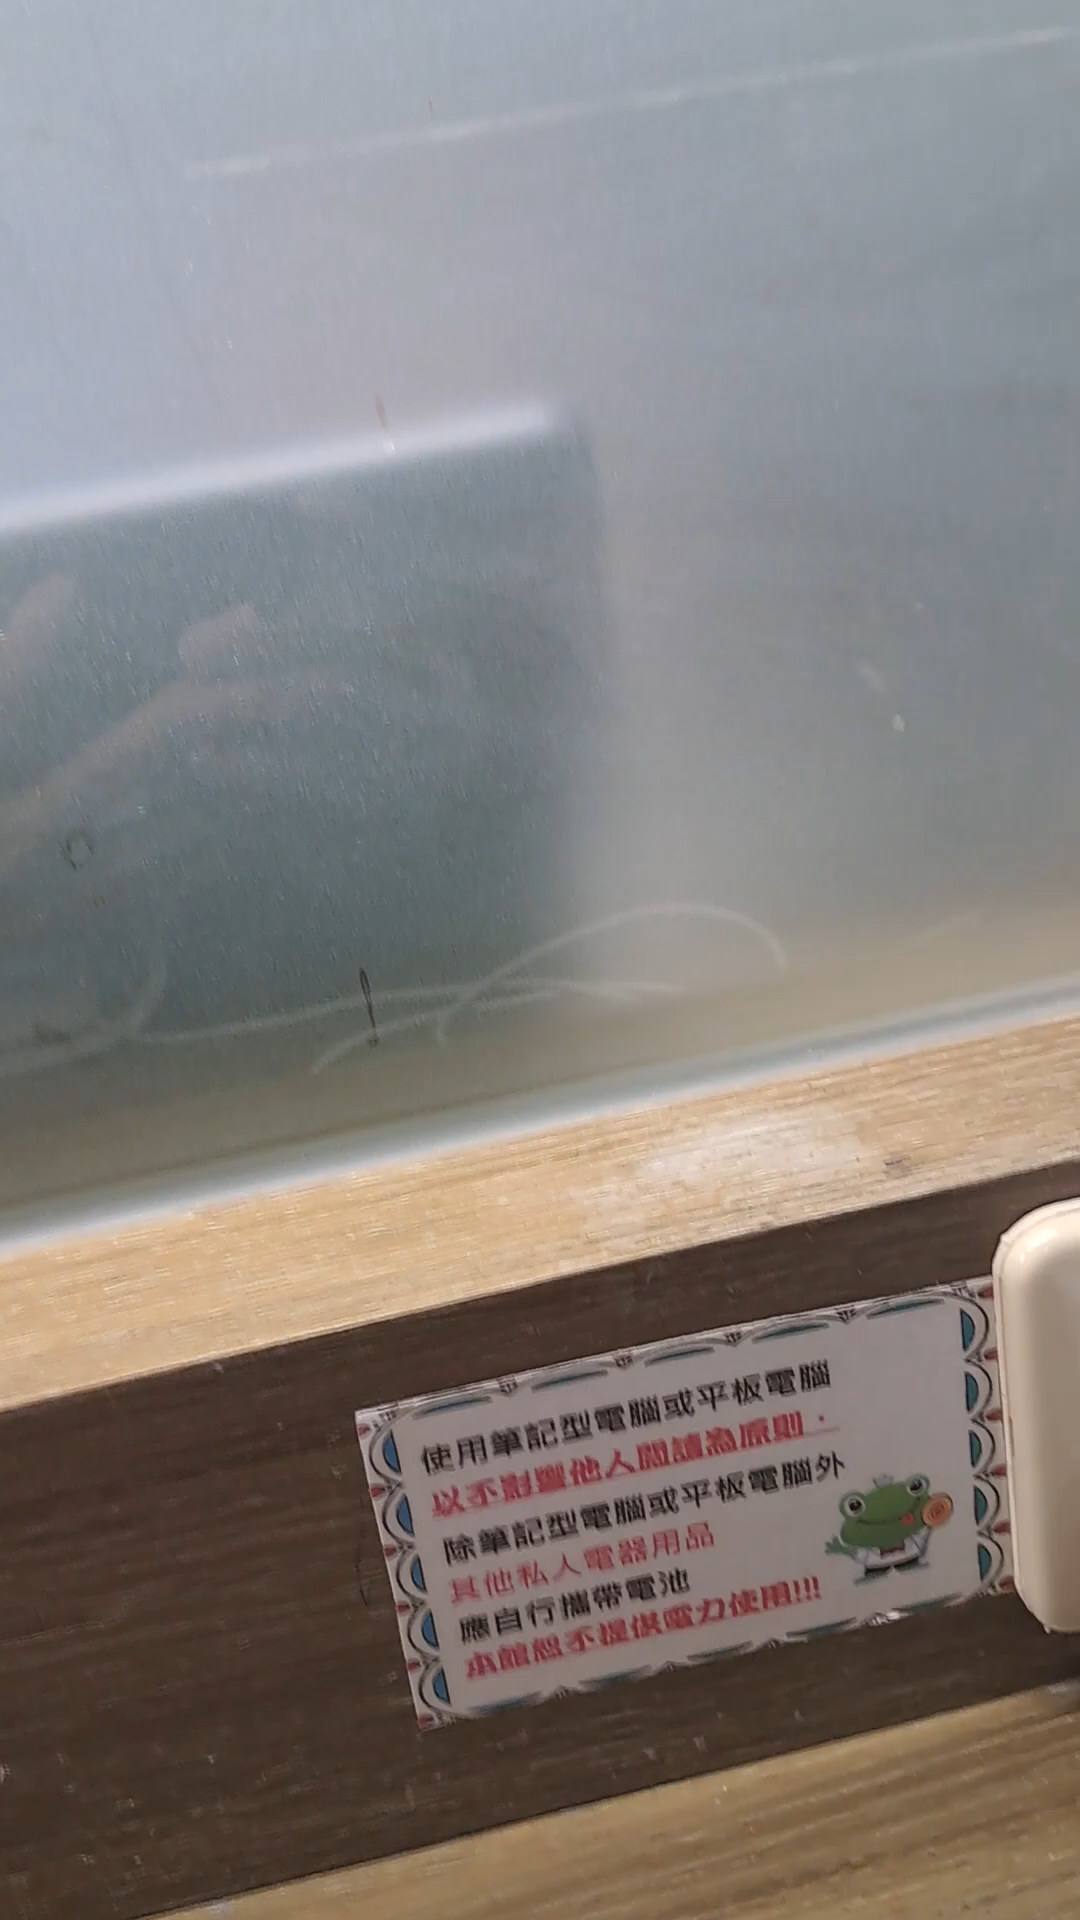 使用筆記型電腦或平板電腦
以不影響他人閱讀為原則．
除筆記型電腦或平板電腦外
其他私人電器用品
應自行攜帶電池
本館恕不提供電力使用!!!